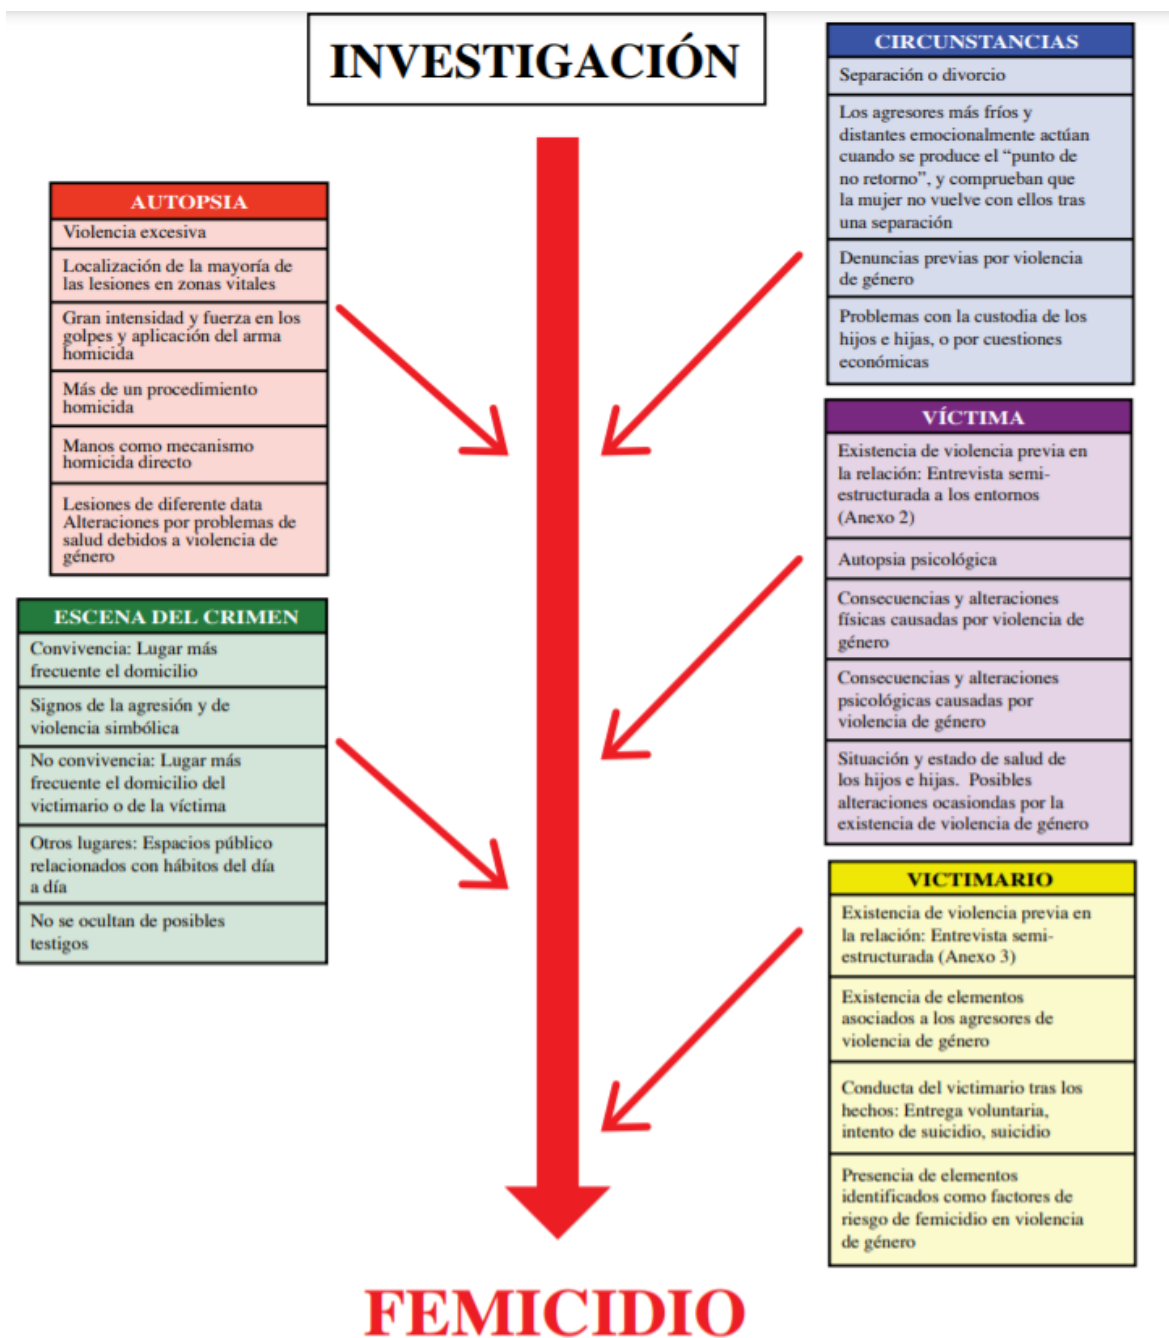 INVESTIGACIÓN
AUTOPSIA
Violencia excesiva
Localización de la mayoría de
las lesiones en zonas vitales
Gran intensidad y fuerza en los
golpes y aplicación del arma
homicida
Más de un procedimiento
homicida
Manos como mecanismo
homicida directo
Lesiones de diferente data
Alteraciones por problemas de
salud debidos a violencia de
género
ESCENA DEL CRIMEN
Convivencia: Lugar más
frecuente el domicilio
Signos de la agresión y de
violencia simbólica
No convivencia: Lugar más
frecuente el domicilio del
victimario o de la víctima
Otros lugares: Espacios público
relacionados con hábitos del día
a día
No se ocultan de posibles
testigos
CIRCUNSTANCIAS
Separación o divorcio
Los agresores más fríos y
distantes emocionalmente actúan
cuando se produce el “punto de
no retorno”, y comprueban que
la mujer no vuelve con ellos tras
una separación
Denuncias previas por violencia
de género
Problemas con la custodia de los
hijos e hijas, o por cuestiones
económicas
VÍCTIMA
Existencia de violencia previa en
la relación: Entrevista semi-
estructurada a los entornos
(Anexo 2)
Autopsia psicológica
Consecuencias y alteraciones
físicas causadas por violencia de
género
Consecuencias y alteraciones
psicológicas causadas por
violencia de género
Situación y estado de salud de
los hijos e hijas. Posibles
alteraciones ocasiondas por la
existencia de violencia de género
VICTIMARIO
Existencia de violencia previa en
la relación: Entrevista semi-
estructurada (Anexo 3)
Existencia de elementos
asociados a los agresores de
violencia de género
Conducta del victimario tras los
hechos: Entrega voluntaria,
intento de suicidio, suicidio
Presencia de elementos
identificados como factores de
riesgo de femicidio en violencia
de género
FEMICIDIO